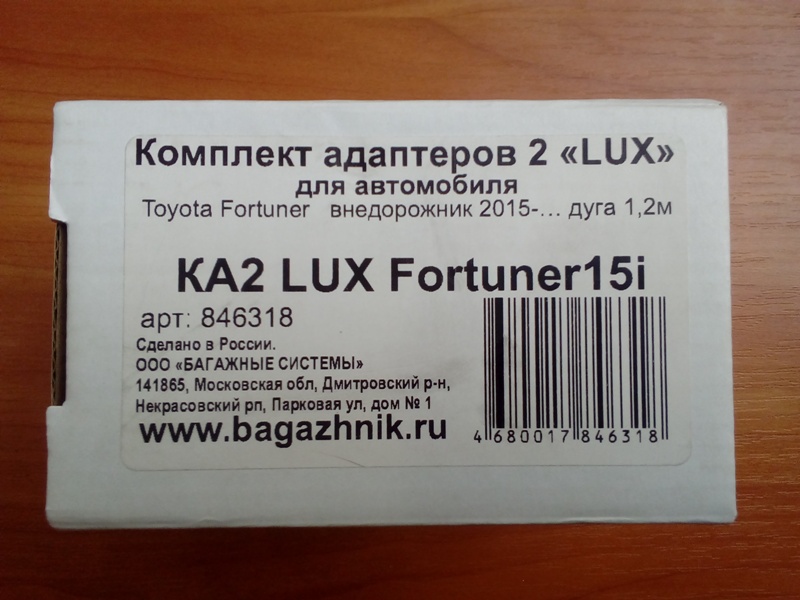 Комплект адаптеров 2 «LUX»
для автомобиля
Toyota Fortuner внедорожник 2015-... дуга 1,2м
КА2 LUX Fortuner15i
арт: 846318
Сделано в России.
ООО «БАГАЖНЫЕ СИСТЕМЫ»
141865, Московская обл, Дмитровский р-н,
Некрасовский рп, Парковая ул, дом № 1
www.bagazhnik.ru
4 680017 846318